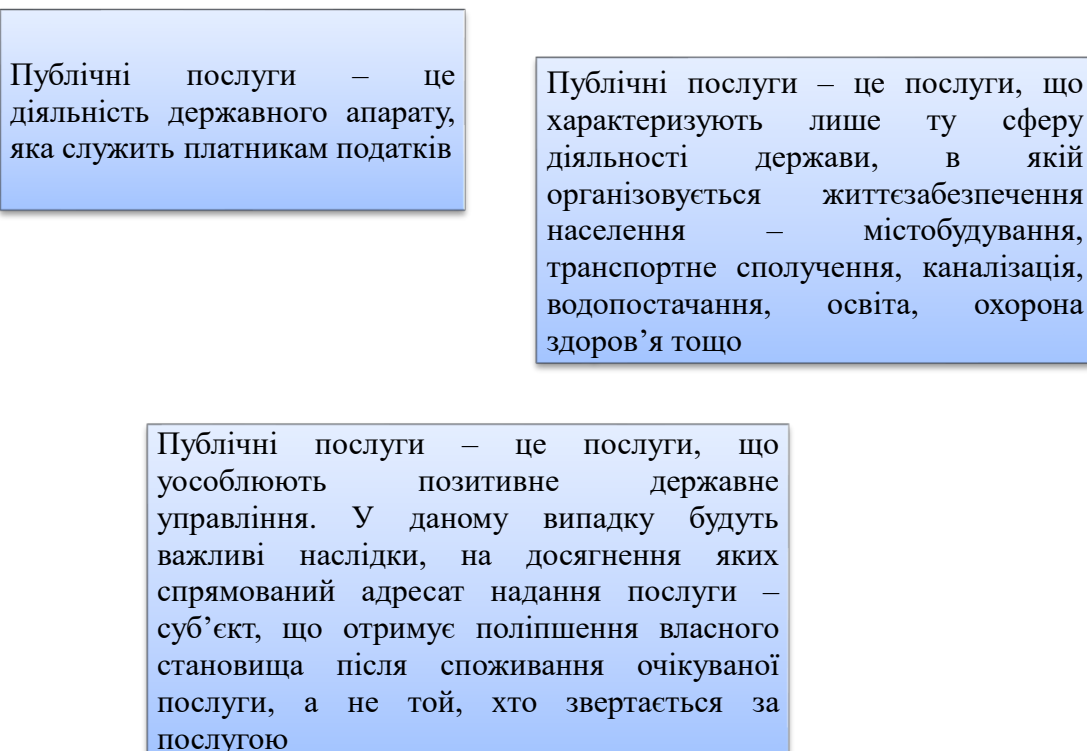 Публічні послуги – це
діяльність державного апарату,
яка служить платникам податків
Публічні послуги – це послуги, що
характеризують лише ту сферу
діяльності держави, в якій
організовується життєзабезпечення
населення – містобудування,
транспортне сполучення, каналізація,
водопостачання, освіта, охорона
здоров’я тощо
Публічні послуги – це послуги, що
уособлюють позитивне державне
управління. У даному випадку будуть
важливі наслідки, на досягнення яких
спрямований адресат надання послуги –
суб’єкт, що отримує поліпшення власного
становища після споживання очікуваної
послуги, а не той, хто звертається за
послугою